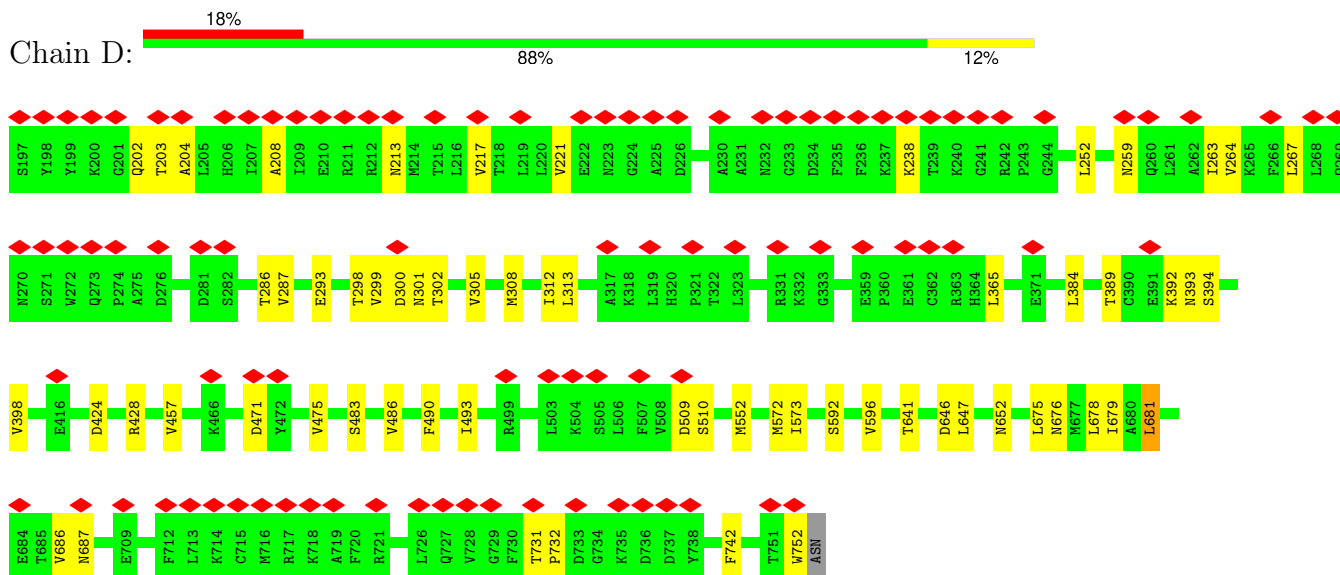 18%
Chain D:
88% 12%
S197 Y198 Y199 K200 G201 Q202 T203 A204 L205 H206 I207 A208 I209 E210 R211 R212 N213 M214 T215 L216 V217 T218 L219 L220 V221 E222 N223 G224 A225 D226 A230 A231 N232 G233 D234 F235 F236 K237 K238 T239 K240 G241 R242 P243 G244 L252 N259 Q260 L261 A262 I263 V264 K265 F266 L267 L268 Q269
N270 S271 W272 Q273 P274 A275 D276 D281 S282 T286 V287 E293 T298 V299 D300 N301 T302 V305 M308 I312 L313 A317 K318 L319 H320 P321 T322 L323 R331 K332 G333 E359 P360 E361 C362 R363 H364 L365 E371 L384 T389 C390 E391 K392 N393 S394
V398 E416 D424 R428 V457 K466 D471 Y472 V475 S483 V486 F490 I493 R499 L503 K504 S505 L506 F507 V508 D509 S510 M552 M572 I573 S592 V596 T641 D646 L647 N652 L675 N676 M677 L678 I679 A680 L681
E684 T685 V686 N687 E709 F712 L713 K714 C715 M716 R717 K718 A719 F720 R721 L726 Q727 V728 G729 F730 T731 P732 D733 G734 K735 D736 D737 Y738 F742 T751 W752 ASN